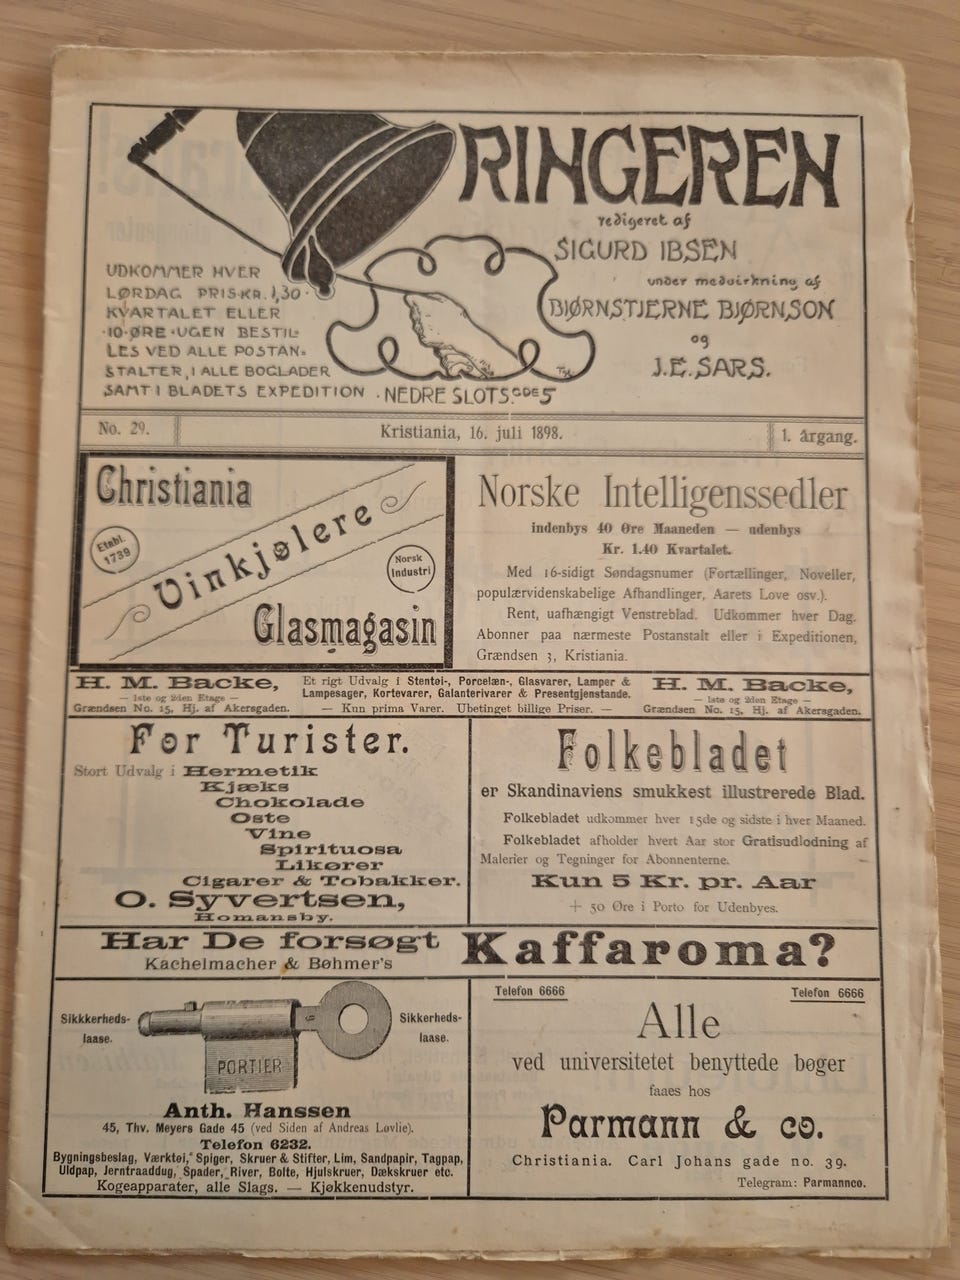 RINGEREN
redigeret af
SIGURD IBSEN
under medvirkning af
BJØRNSTJERNE BJØRNSON
og
J.E. SARS.
UDKOMMER HVER
LØRDAG PRIS·KR. 1,30·
KVARTALET ELLER
·10·ØRE·UGEN BESTIL-
LES VED ALLE POSTAN-
STALTER, I ALLE BOGLADER
SAMT I BLADETS EXPEDITION · NEDRE SLOTSGDE 5
No. 29.
Kristiania, 16. juli 1898.
1. årgang.
Christiania
Etabl. 1739
Vinkjølere
Norsk Industri
Glasmagasin
Norske Intelligenssedler
indenbys 40 Øre Maaneden — udenbys
Kr. 1.40 Kvartalet.
Med 16-sidigt Søndagsnumer (Fortællinger, Noveller,
populærvidenskabelige Afhandlinger, Aarets Love osv.).
Rent, uafhængigt Venstreblad. Udkommer hver Dag.
Abonner paa nærmeste Postanstalt eller i Expeditionen,
Grændsen 3, Kristiania.
H. M. Backe,
— 1ste og 2den Etage —
Grændsen No. 15, Hj. af Akersgaden.
Et rigt Udvalg i Stentøi-, Porcelæn-, Glasvarer, Lamper &
Lampesager, Kortevarer, Galanterivarer & Presentgjenstande.
— Kun prima Varer. Ubetinget billige Priser. —
H. M. Backe,
— 1ste og 2den Etage —
Grændsen No. 15, Hj. af Akersgaden.
For Turister.
Stort Udvalg i Hermetik
Kjæks
Chokolade
Oste
Vine
Spirituosa
Likører
Cigarer & Tobakker.
O. Syvertsen,
Homansby.
Folkebladet
er Skandinaviens smukkest illustrerede Blad.
Folkebladet udkommer hver 15de og sidste i hver Maaned.
Folkebladet afholder hvert Aar stor Gratisudlodning af
Malerier og Tegninger for Abonnenterne.
Kun 5 Kr. pr. Aar
+ 50 Øre i Porto for Udenbyes.
Har De forsøgt
Kachelmacher & Bøhmer's
Kaffaroma?
Sikkkerheds-
laase.
PORTIER
Sikkerheds-
laase.
Anth. Hanssen
45, Thv. Meyers Gade 45 (ved Siden af Andreas Løvlie).
Telefon 6232.
Bygningsbeslag, Værktøi, Spiger, Skruer & Stifter, Lim, Sandpapir, Tagpap,
Uldpap, Jerntraaddug, Spader, River, Bolte, Hjulskruer, Dækskruer etc.
Kogeapparater, alle Slags. — Kjøkkenudstyr.
Telefon 6666
Telefon 6666
Alle
ved universitetet benyttede bøger
faaes hos
Parmann & co.
Christiania. Carl Johans gade no. 39.
Telegram: Parmannco.